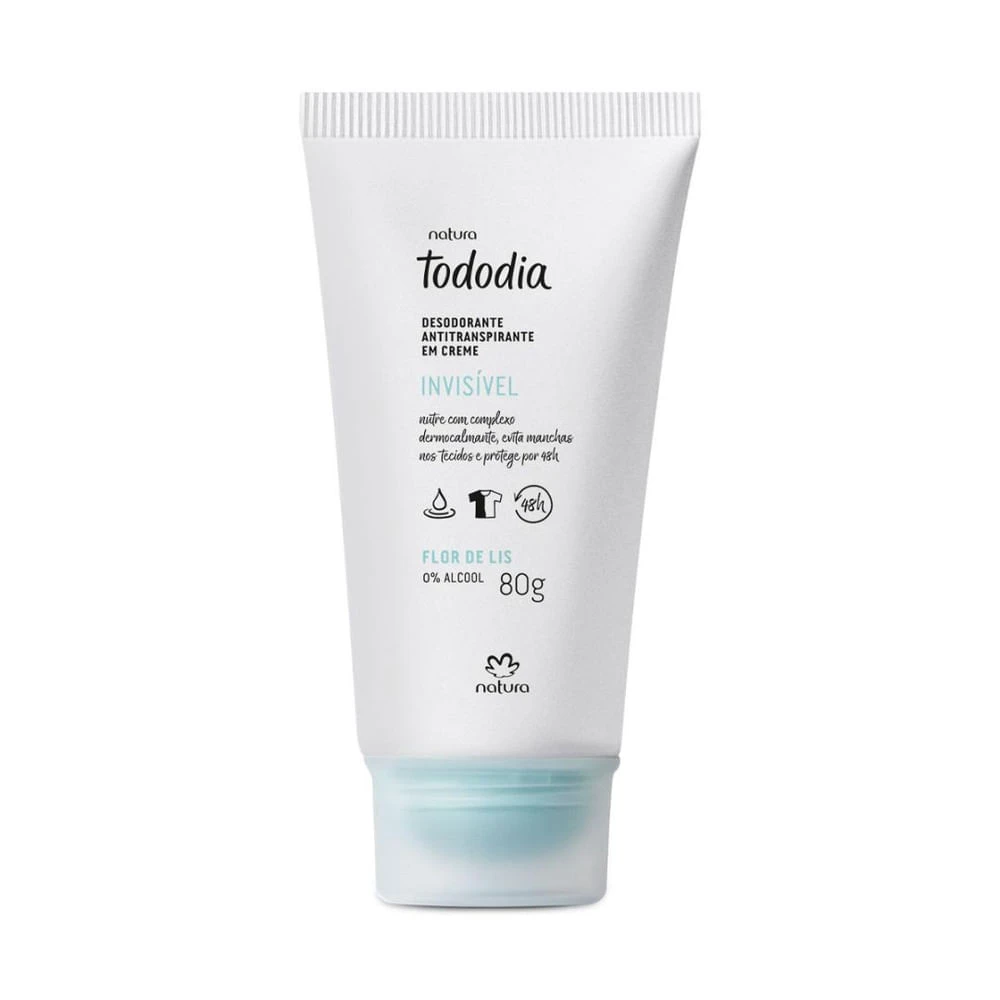 natura
tododia
DESODORANTE
ANTITRANSPIRANTE
EM CREME
INVISÍVEL
nutre com complexo
dermocalmante, evita manchas
nos tecidos e protege por 48h
48h
FLOR DE LIS
0% ALCOOL 80g
natura